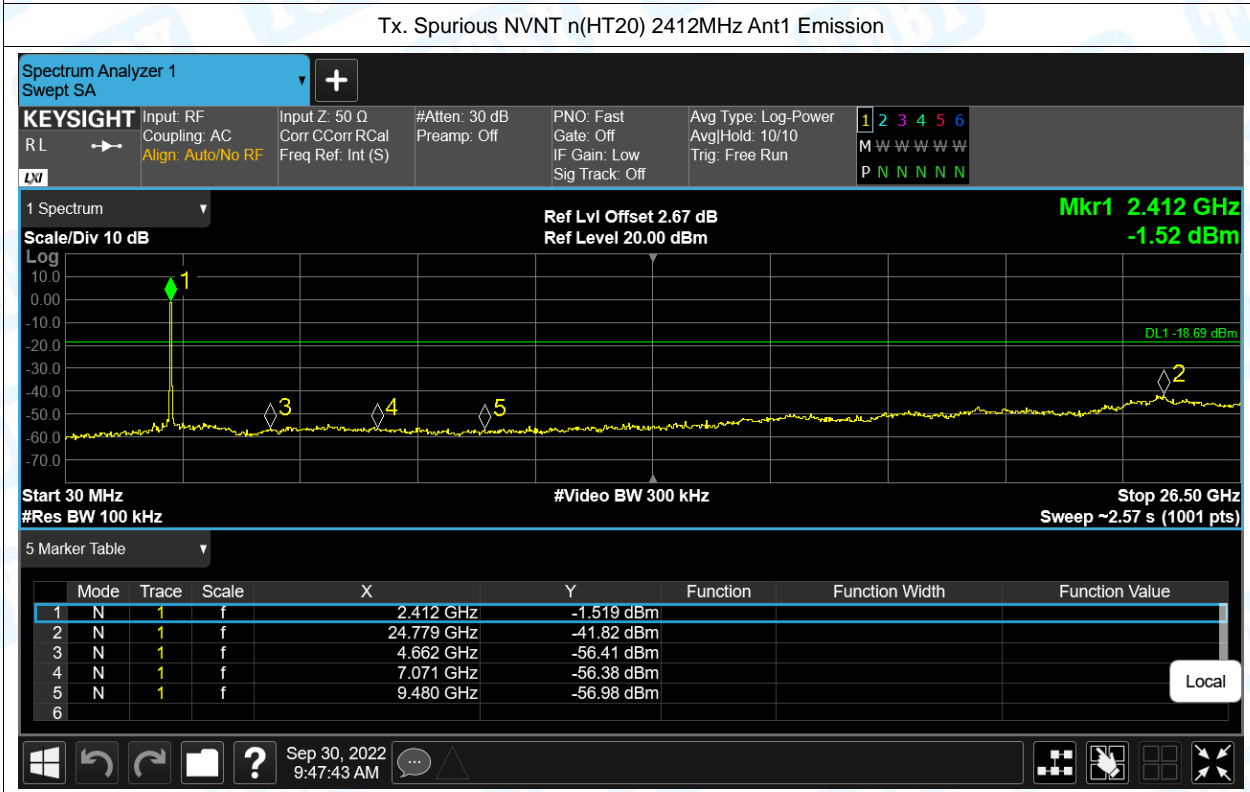 Tx. Spurious NVNT n(HT20) 2412MHz Ant1 Emission
Spectrum Analyzer 1
Swept SA
KEYSIGHT
R L
LXI
Input: RF
Coupling: AC
Align: Auto/No RF
Input Z: 50 Ω
Corr CCorr RCal
Freq Ref: Int (S)
#Atten: 30 dB
Preamp: Off
PNO: Fast
Gate: Off
IF Gain: Low
Sig Track: Off
Avg Type: Log-Power
Avg|Hold: 10/10
Trig: Free Run
1 2 3 4 5 6
M W W W W W
P N N N N N
1 Spectrum
Scale/Div 10 dB
Ref Lvl Offset 2.67 dB
Ref Level 20.00 dBm
Mkr1 2.412 GHz
-1.52 dBm
Log
10.0
0.00
-10.0
-20.0
-30.0
-40.0
-50.0
-60.0
-70.0
1
DL1 -18.69 dBm
2
3
4
5
Start 30 MHz
#Res BW 100 kHz
#Video BW 300 kHz
Stop 26.50 GHz
Sweep ~2.57 s (1001 pts)
5 Marker Table
Mode Trace Scale X Y Function Function Width Function Value
1 N 1 f 2.412 GHz -1.519 dBm
2 N 1 f 24.779 GHz -41.82 dBm
3 N 1 f 4.662 GHz -56.41 dBm
4 N 1 f 7.071 GHz -56.38 dBm
5 N 1 f 9.480 GHz -56.98 dBm
6
Local
?
Sep 30, 2022
9:47:43 AM